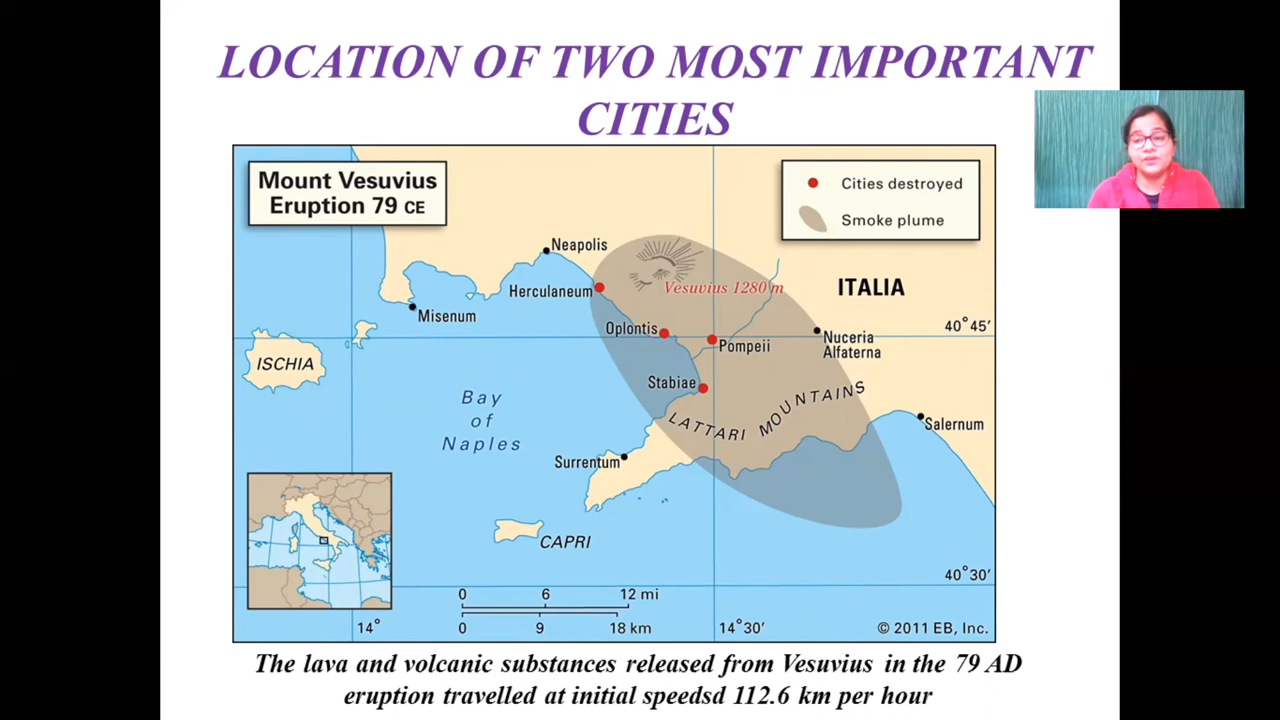 LOCATION OF TWO MOST IMPORTANT
CITIES
Mount Vesuvius
Eruption 79 CE
Cities destroyed
Smoke plume
Neapolis
Herculaneum
Vesuvius 1280 m
ITALIA
Misenum
Oplontis
Pompeii
Nuceria
Alfaterna
40°45'
ISCHIA
Stabiae
Bay
of
Naples
LATTARI MOUNTAINS
Salernum
Surrentum
CAPRI
40°30'
0 6 12 mi
0 9 18 km
14°
14°30'
© 2011 EB, Inc.
The lava and volcanic substances released from Vesuvius in the 79 AD
eruption travelled at initial speedsd 112.6 km per hour